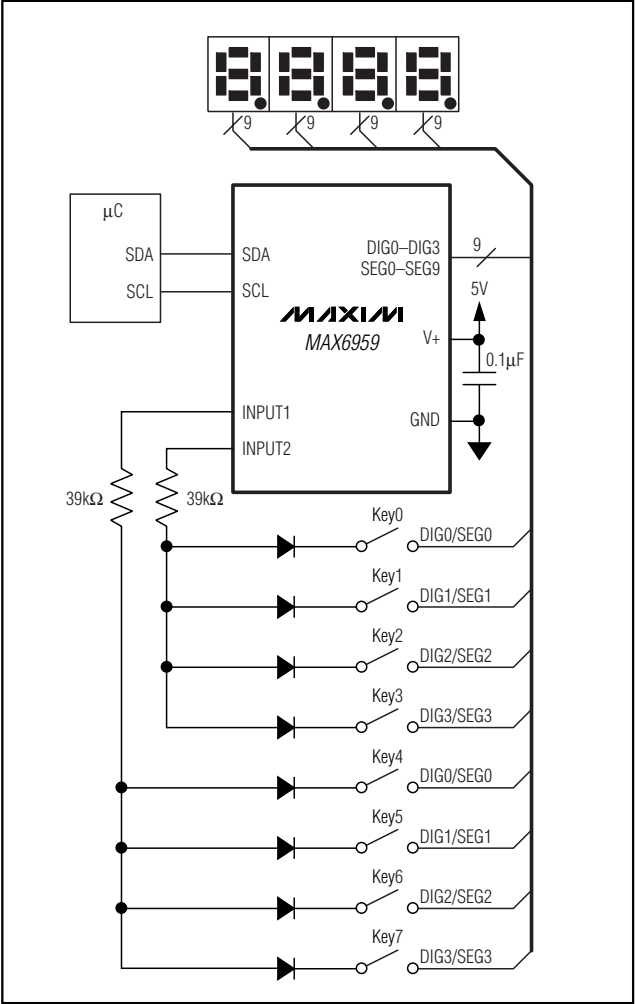 9 9 9 9
µC
SDA
SCL
SDA
SCL
DIG0–DIG3
SEG0–SEG9
9
MAXIM
MAX6959
5V
V+
0.1µF
GND
INPUT1
INPUT2
39kΩ
39kΩ
Key0
DIG0/SEG0
Key1
DIG1/SEG1
Key2
DIG2/SEG2
Key3
DIG3/SEG3
Key4
DIG0/SEG0
Key5
DIG1/SEG1
Key6
DIG2/SEG2
Key7
DIG3/SEG3